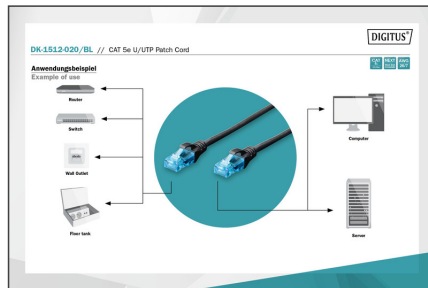 DIGITUS®
DK-1512-020/BL // CAT 5e U/UTP Patch Cord
Anwendungsbeispiel
Example of use
Router
Switch
Wall Outlet
Floor tank
Computer
Server